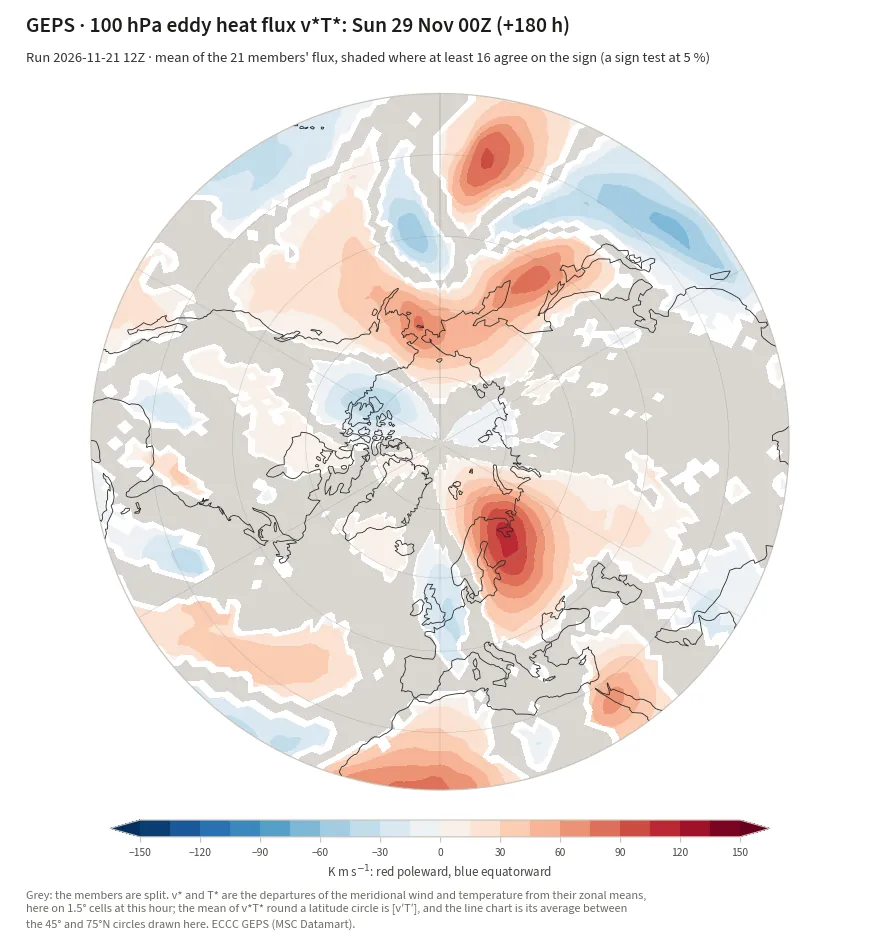 GEPS · 100 hPa eddy heat flux v*T*: Sun 29 Nov 00Z (+180 h)
Run 2026-11-21 12Z · mean of the 21 members' flux, shaded where at least 16 agree on the sign (a sign test at 5 %)
−150 −120 −90 −60 −30 0 30 60 90 120 150
K m s⁻¹: red poleward, blue equatorward
Grey: the members are split. v* and T* are the departures of the meridional wind and temperature from their zonal means,
here on 1.5° cells at this hour; the mean of v*T* round a latitude circle is [v'T'], and the line chart is its average between
the 45° and 75°N circles drawn here. ECCC GEPS (MSC Datamart).